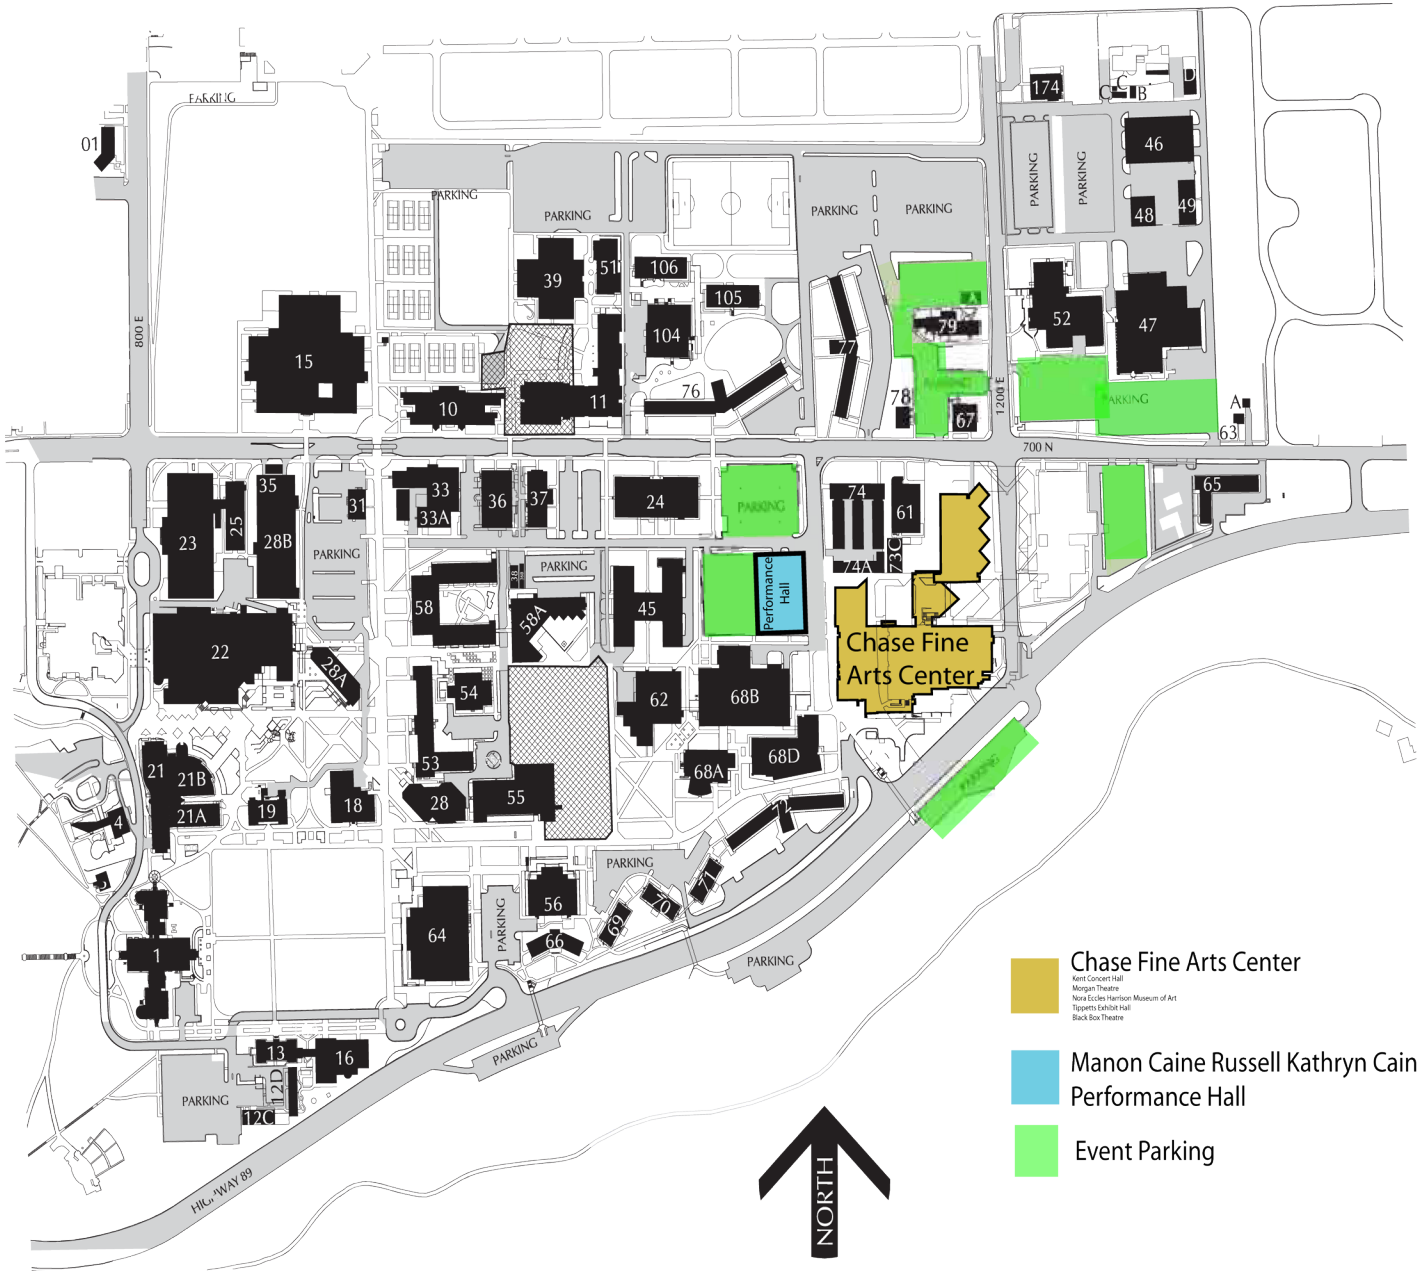 PARKING
174
C
C
B
D
01
46
PARKING
PARKING
PARKING
48
49
PARKING
PARKING
PARKING
39
51
106
105
104
A
79
52
47
800 E
15
77
76
78
PARKING
67
1200 E
PARKING
A
63
10
11
700 N
35
23
25
28B
31
33
33A
36
37
24
PARKING
74
61
65
PARKING
38
PARKING
74A
73C
58
58A
45
Performance
Hall
22
28A
54
62
68B
Chase Fine
Arts Center
21
21B
21A
53
28
55
68A
68D
PARKING
4
19
18
72
PARKING
71
56
70
69
66
64
PARKING
1
PARKING
PARKING
13
16
12D
12C
PARKING
HIGHWAY 89
NORTH
Chase Fine Arts Center
Kent Concert Hall
Morgan Theatre
Nora Eccles Harrison Museum of Art
Tippetts Exhibit Hall
Black Box Theatre
Manon Caine Russell Kathryn Cain
Performance Hall
Event Parking